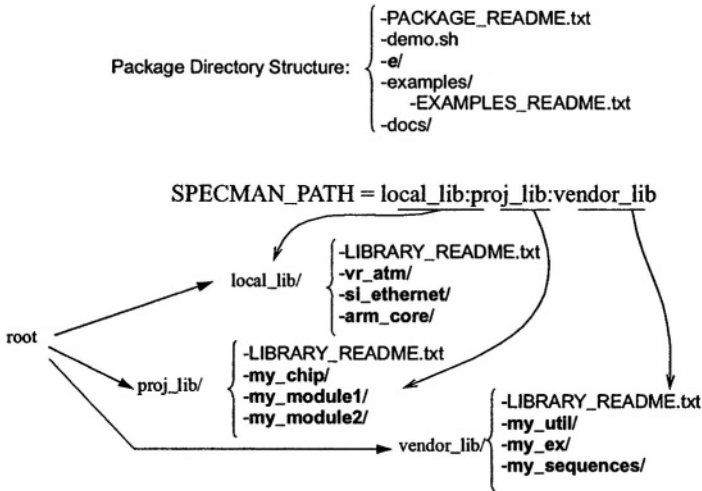 Package Directory Structure:
-PACKAGE_README.txt
-demo.sh
-e/
-examples/
-EXAMPLES_README.txt
-docs/
SPECMAN_PATH = local_lib:proj_lib:vendor_lib
root
local_lib/
-LIBRARY_README.txt
-vr_atm/
-si_ethernet/
-arm_core/
proj_lib/
-LIBRARY_README.txt
-my_chip/
-my_module1/
-my_module2/
vendor_lib/
-LIBRARY_README.txt
-my_util/
-my_ex/
-my_sequences/